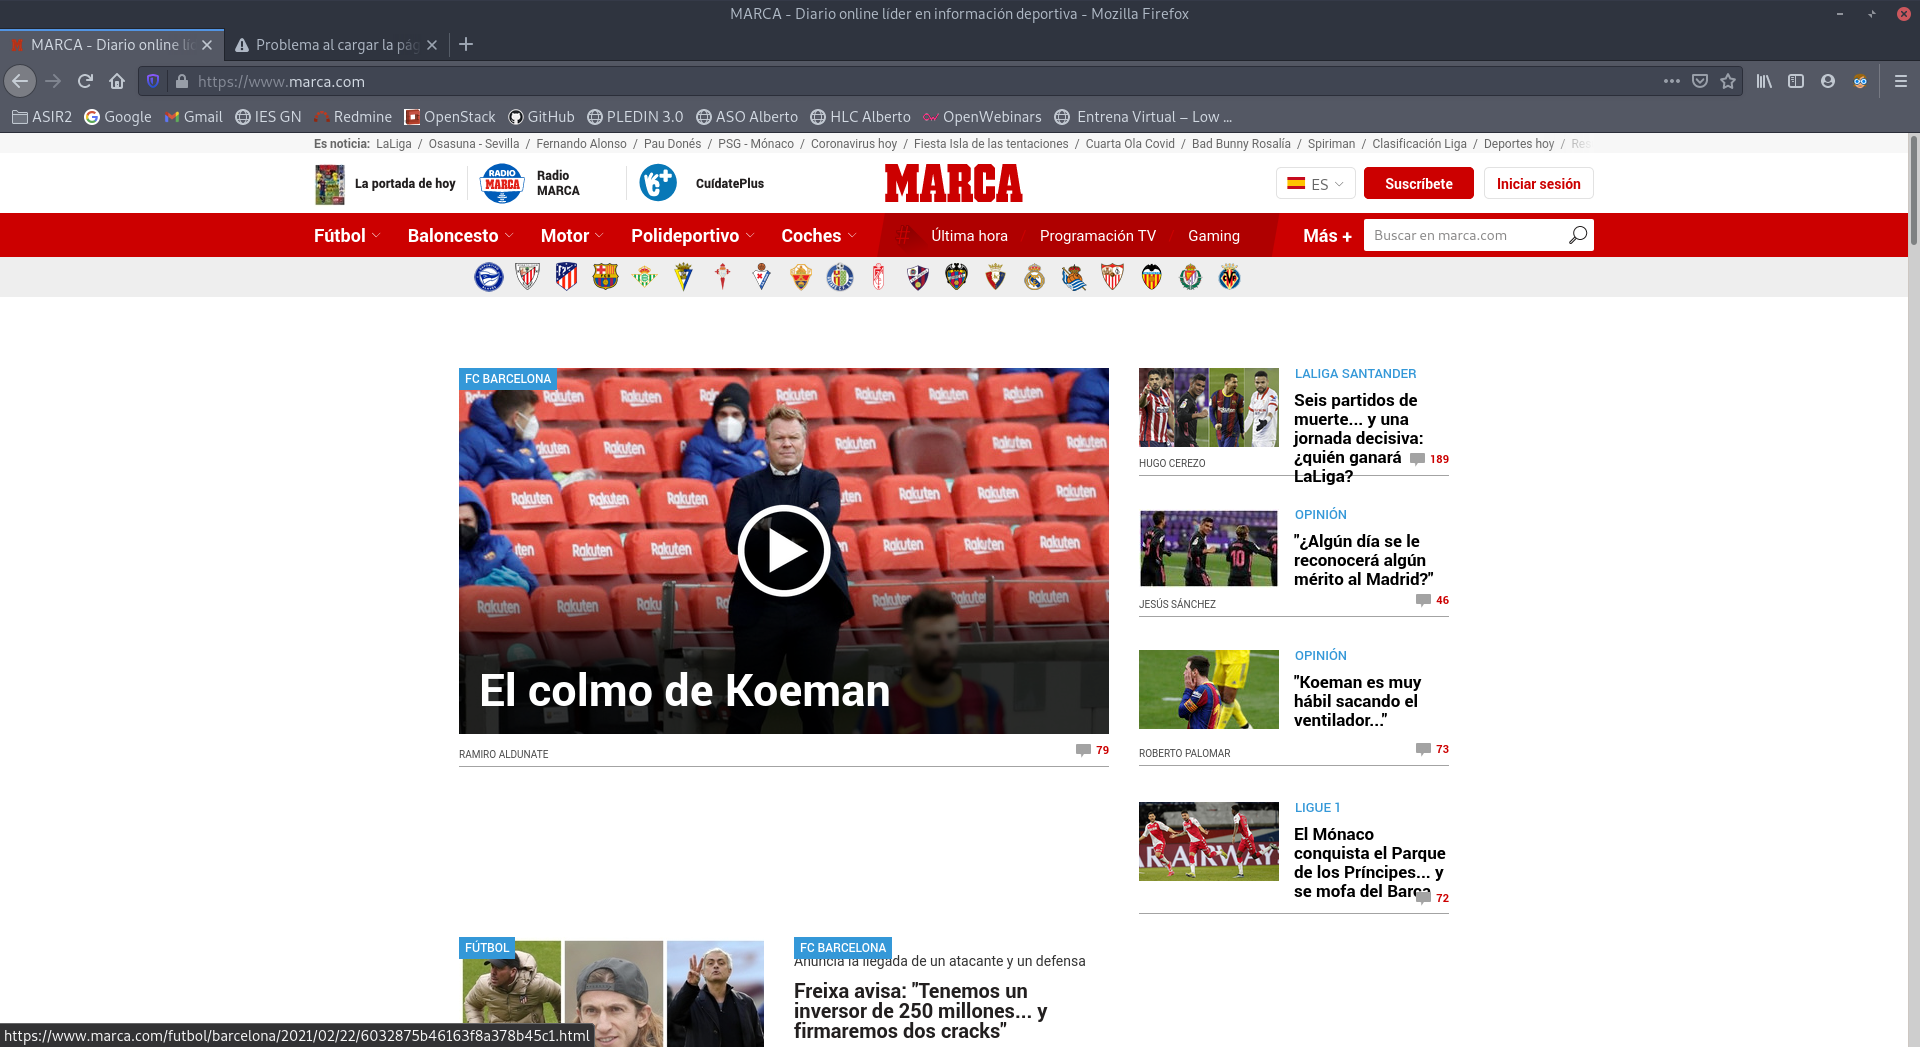 MARCA - Diario online líder en información deportiva - Mozilla Firefox
MARCA - Diario online lí
Problema al cargar la pág
https://www.marca.com
ASIR2 Google Gmail IES GN Redmine OpenStack GitHub PLEDIN 3.0 ASO Alberto HLC Alberto OpenWebinars Entrena Virtual – Low ...
Es noticia: LaLiga / Osasuna - Sevilla / Fernando Alonso / Pau Donés / PSG - Mónaco / Coronavirus hoy / Fiesta Isla de las tentaciones / Cuarta Ola Covid / Bad Bunny Rosalía / Spiriman / Clasificación Liga / Deportes hoy / Res
La portada de hoy
RADIO MARCA
Radio
MARCA
CuídatePlus
MARCA
ES
Suscríbete
Iniciar sesión
Fútbol Baloncesto Motor Polideportivo Coches # Última hora Programación TV Gaming Más +
Buscar en marca.com
FC BARCELONA
Rakuten
El colmo de Koeman
RAMIRO ALDUNATE
79
LALIGA SANTANDER
Seis partidos de
muerte... y una
jornada decisiva:
¿quién ganará
LaLiga?
HUGO CEREZO
189
OPINIÓN
"¿Algún día se le
reconocerá algún
mérito al Madrid?"
10
JESÚS SÁNCHEZ
46
OPINIÓN
"Koeman es muy
hábil sacando el
ventilador..."
ROBERTO PALOMAR
73
LIGUE 1
El Mónaco
conquista el Parque
de los Príncipes... y
se mofa del Barça
72
FÚTBOL
FC BARCELONA
Anuncia la llegada de un atacante y un defensa
Freixa avisa: "Tenemos un
inversor de 250 millones... y
firmaremos dos cracks"
https://www.marca.com/futbol/barcelona/2021/02/22/6032875b46163f8a378b45c1.html